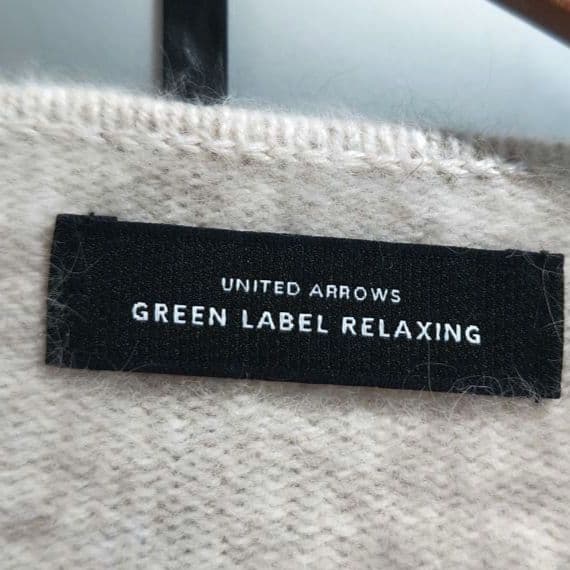 UNITED ARROWS
GREEN LABEL RELAXING